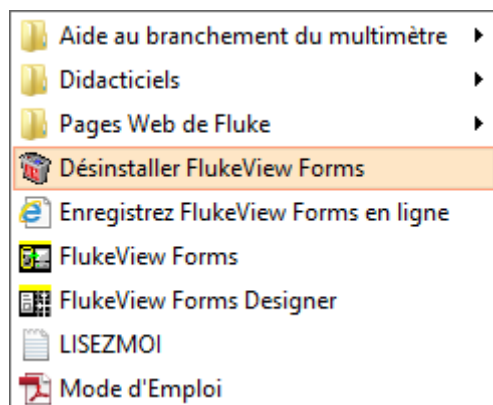 Aide au branchement du multimètre
Didacticiels
Pages Web de Fluke
Désinstaller FlukeView Forms
Enregistrez FlukeView Forms en ligne
FlukeView Forms
FlukeView Forms Designer
LISEZMOI
Mode d'Emploi